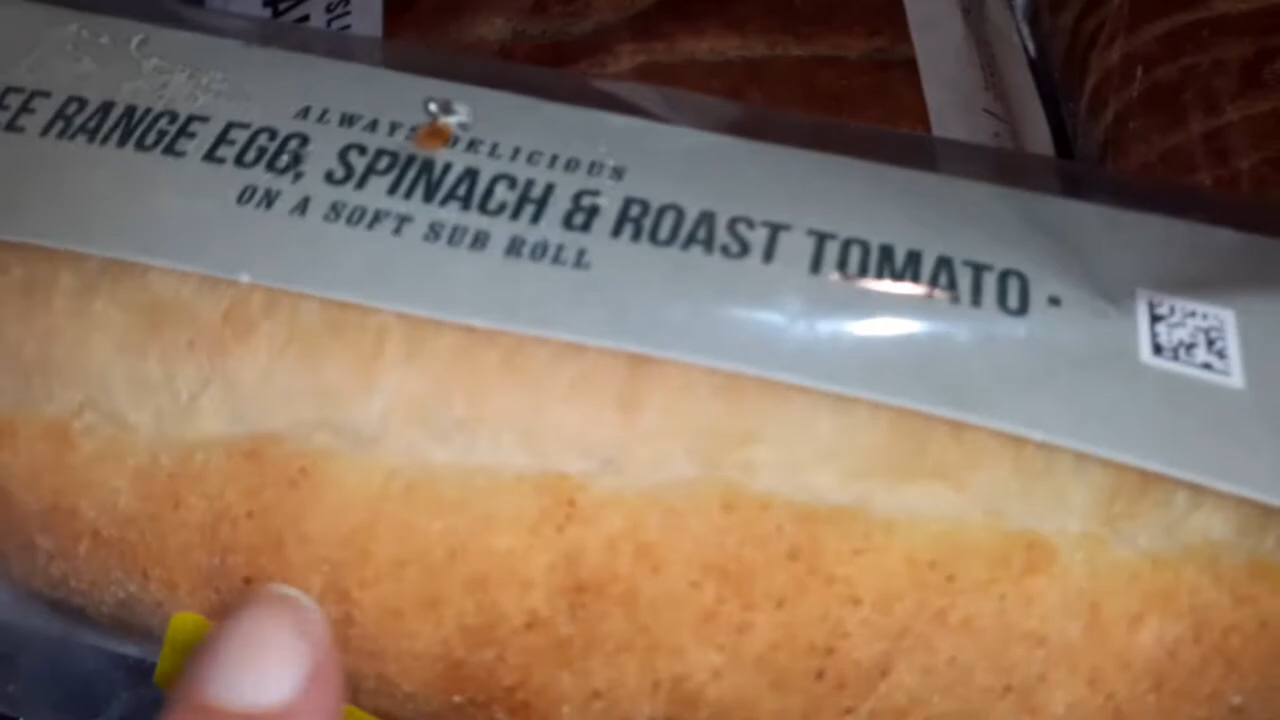 ALWAYS DELICIOUS
EE RANGE EGG, SPINACH & ROAST TOMATO •
ON A SOFT SUB ROLL